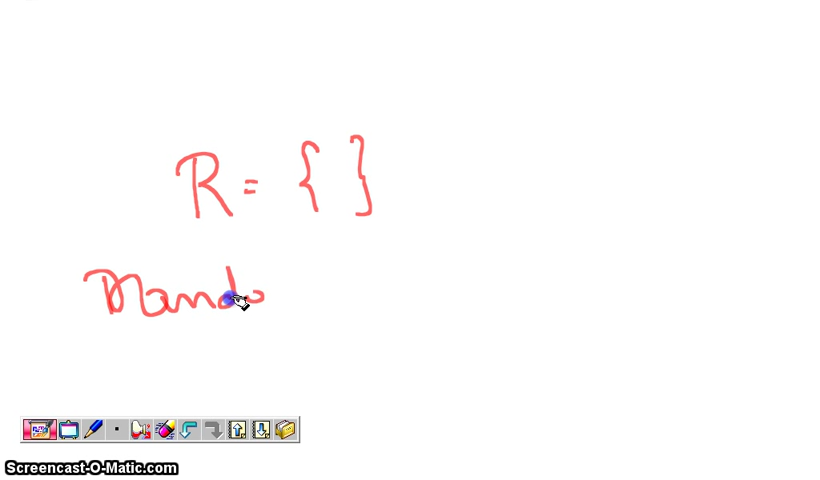 R = { }
Mando
SCREENCAST-O-MATIC.COM